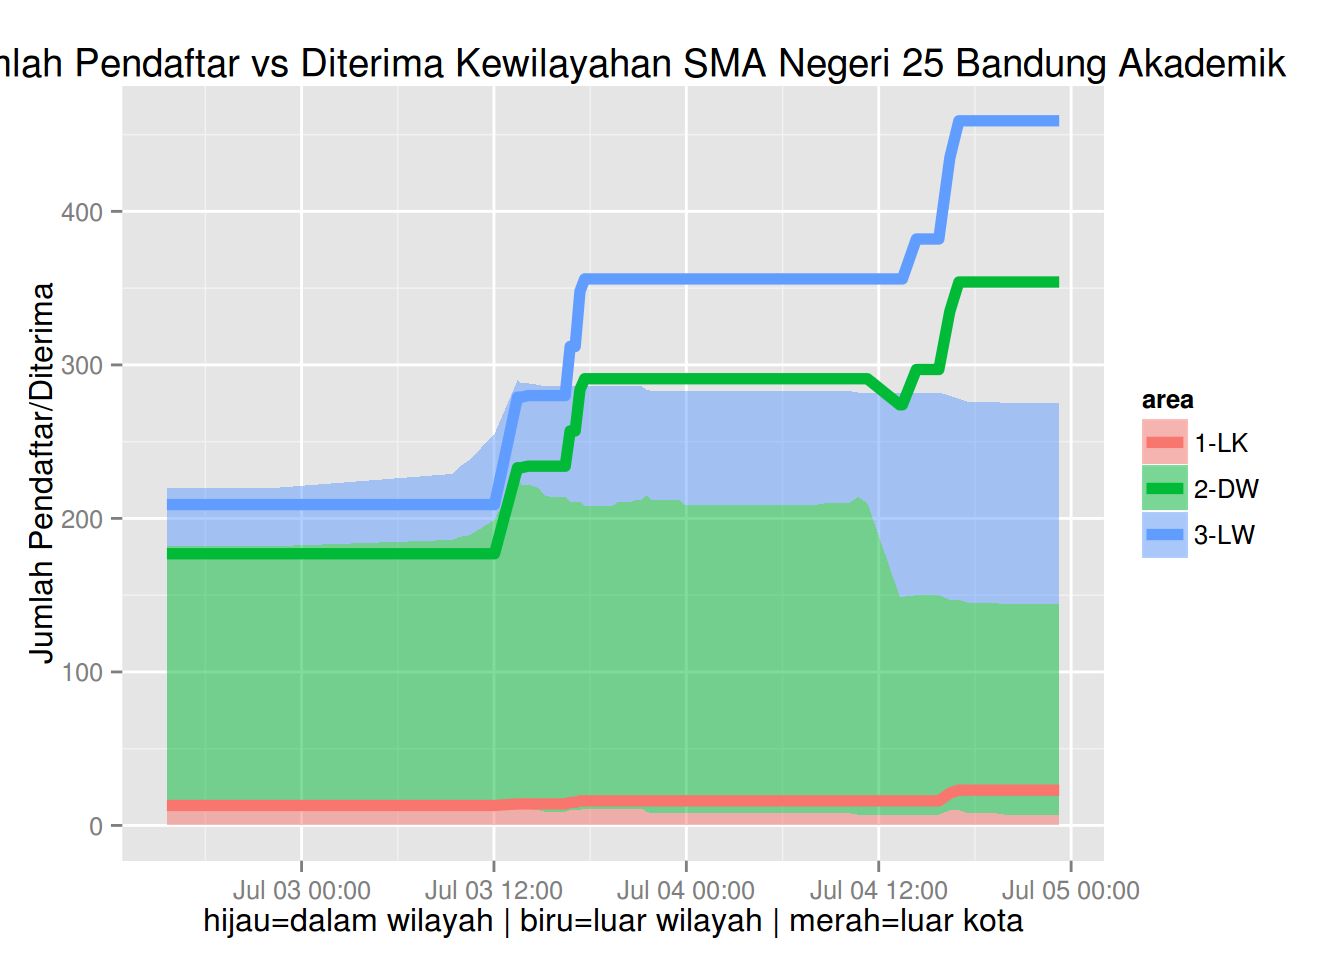 Pendaftar vs Diterima Kewilayahan SMA Negeri 25 Bandung Akademik
Jumlah Pendaftar/Diterima
400
300
200
100
0
area
1-LK
2-DW
3-LW
Jul 03 00:00 Jul 03 12:00 Jul 04 00:00 Jul 04 12:00 Jul 05 00:00
hijau=dalam wilayah | biru=luar wilayah | merah=luar kota